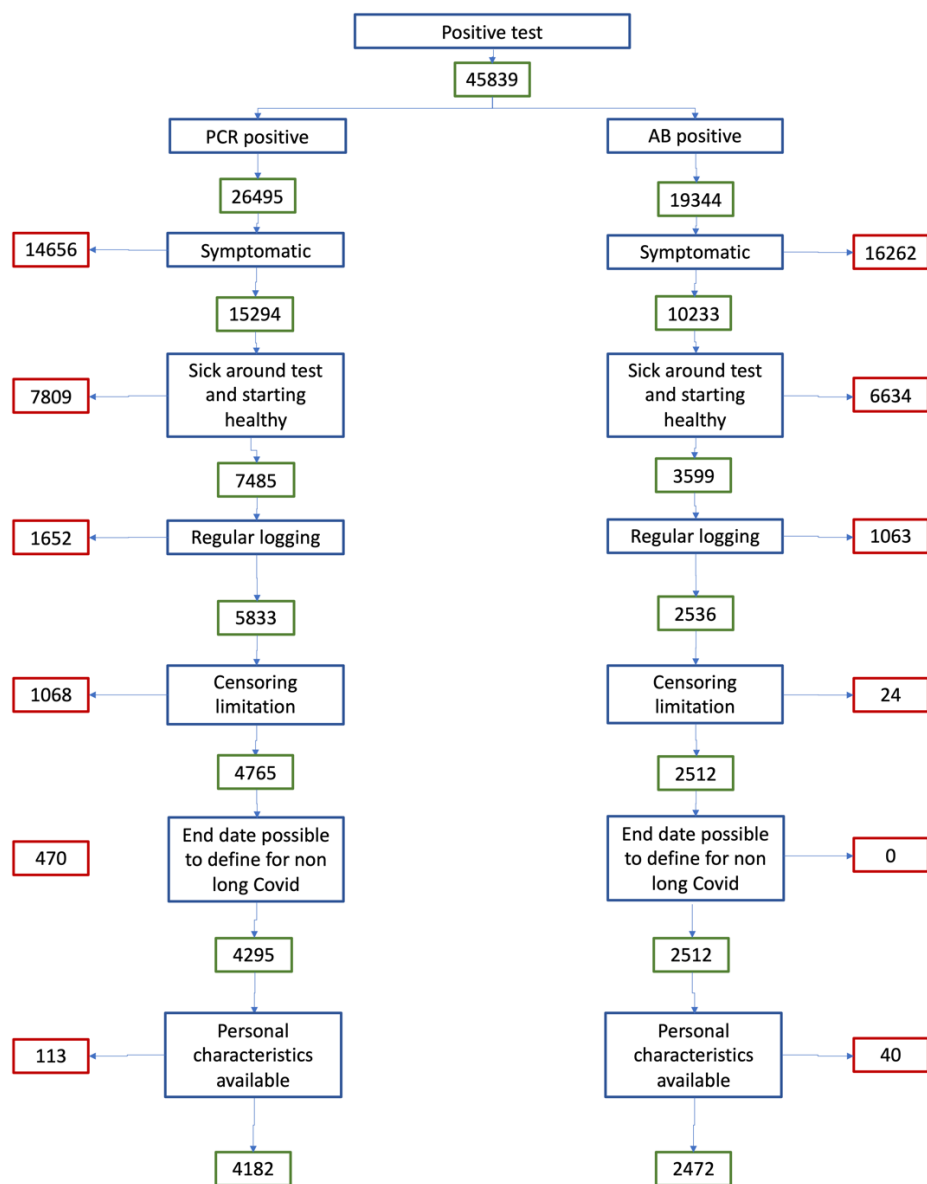 Positive test
45839
PCR positive
AB positive
26495
19344
14656
Symptomatic
Symptomatic
16262
15294
10233
7809
Sick around test
and starting
healthy
Sick around test
and starting
healthy
6634
7485
3599
1652
Regular logging
Regular logging
1063
5833
2536
1068
Censoring
limitation
Censoring
limitation
24
4765
2512
470
End date possible
to define for non
long Covid
End date possible
to define for non
long Covid
0
4295
2512
113
Personal
characteristics
available
Personal
characteristics
available
40
4182
2472